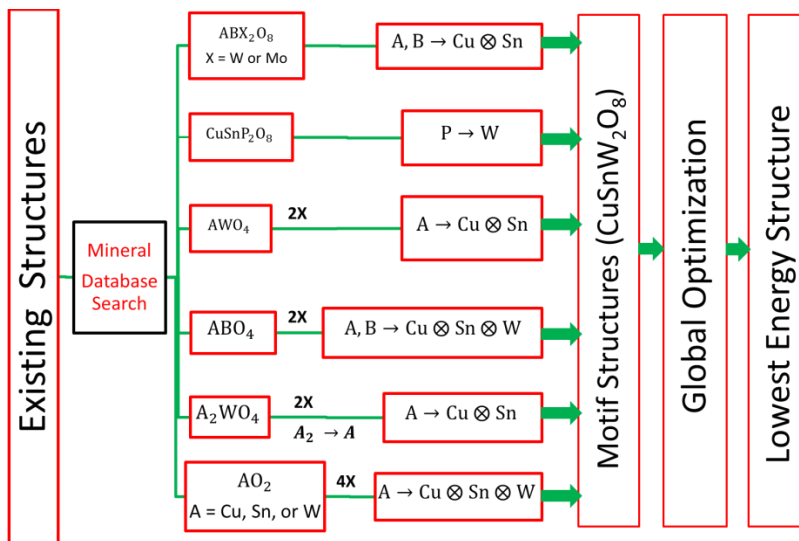 Existing Structures
Mineral
Database
Search
ABX₂O₈
X = W or Mo
A, B → Cu ⊗ Sn
CuSnP₂O₈
P → W
AWO₄
2X
A → Cu ⊗ Sn
ABO₄
2X
A, B → Cu ⊗ Sn ⊗ W
A₂WO₄
2X
A₂ → A
A → Cu ⊗ Sn
AO₂
A = Cu, Sn, or W
4X
A → Cu ⊗ Sn ⊗ W
Motif Structures (CuSnW₂O₈)
Global Optimization
Lowest Energy Structure